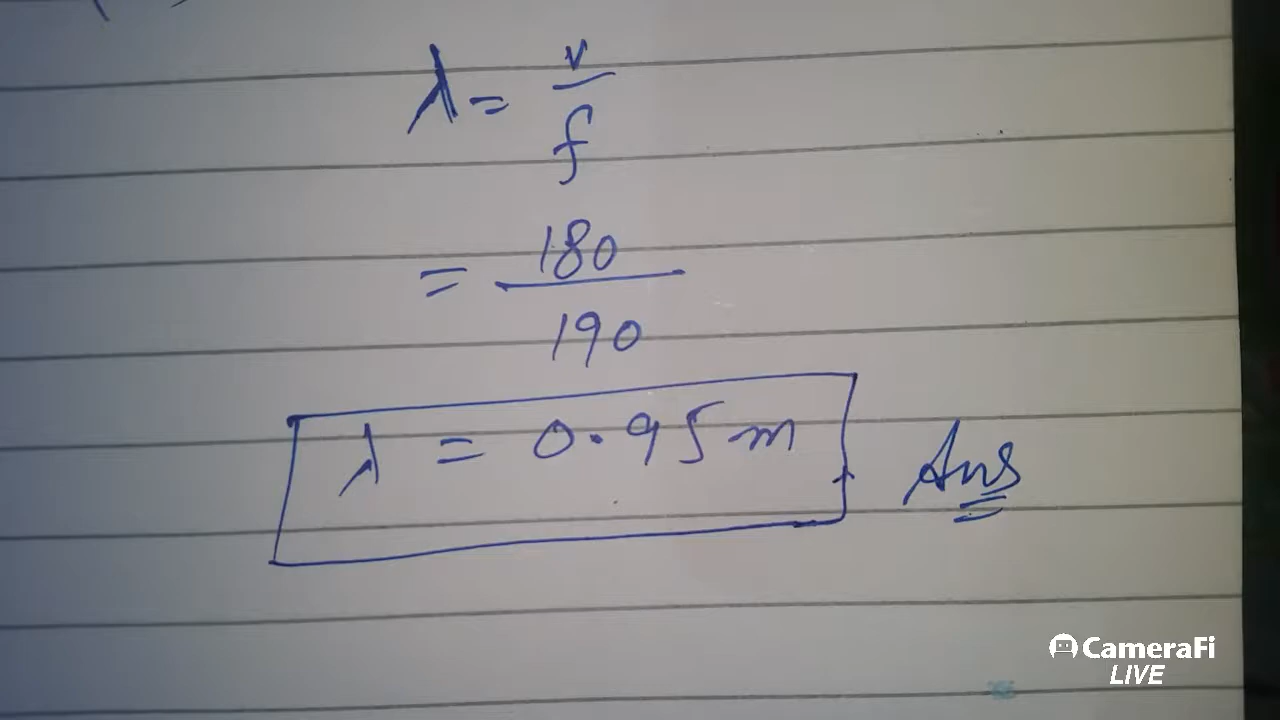 λ = v/f
= 180/190
λ = 0.95 m Ans
CameraFi
LIVE